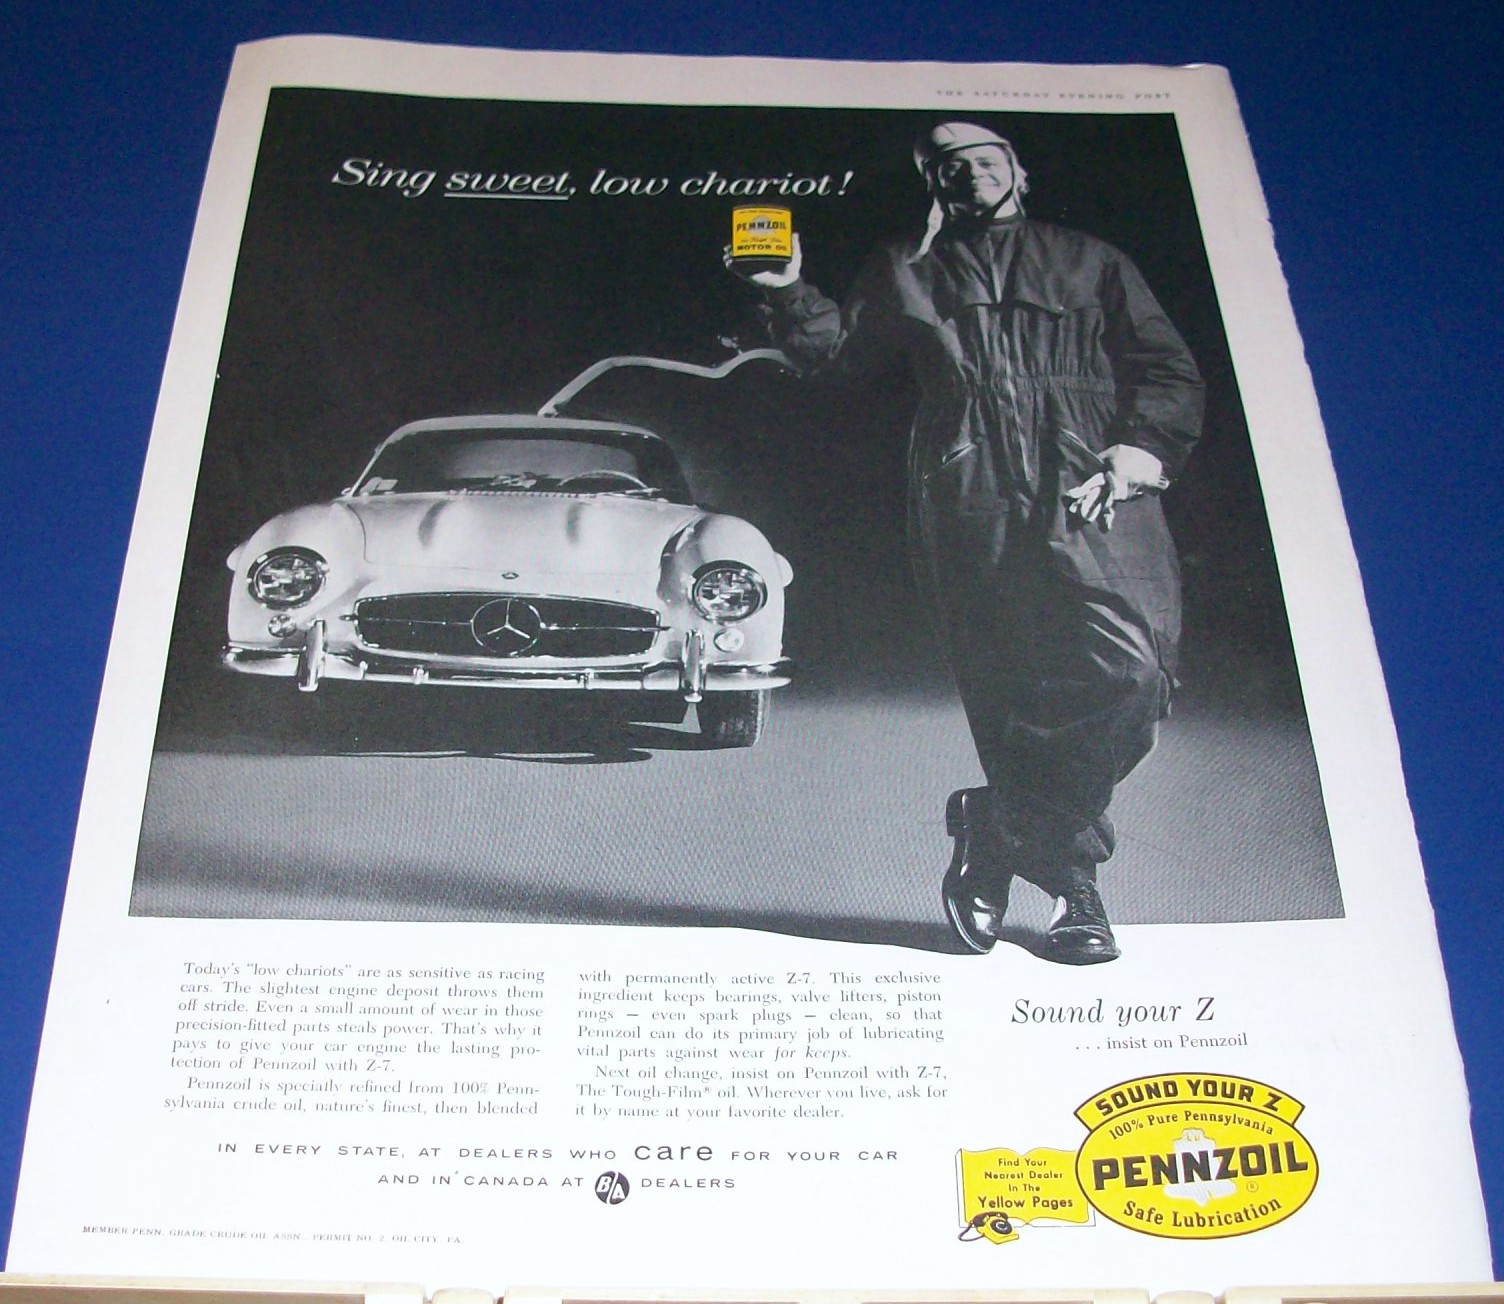 THE SATURDAY EVENING POST
Sing sweet, low chariot!
PENNZOIL
MOTOR OIL
Today's "low chariots" are as sensitive as racing
cars. The slightest engine deposit throws them
off stride. Even a small amount of wear in those
precision-fitted parts steals power. That's why it
pays to give your car engine the lasting pro-
tection of Pennzoil with Z-7.
Pennzoil is specially refined from 100% Penn-
sylvania crude oil, nature's finest, then blended
with permanently active Z-7. This exclusive
ingredient keeps bearings, valve lifters, piston
rings — even spark plugs — clean, so that
Pennzoil can do its primary job of lubricating
vital parts against wear for keeps.
Next oil change, insist on Pennzoil with Z-7,
The Tough-Film® oil. Wherever you live, ask for
it by name at your favorite dealer.
IN EVERY STATE, AT DEALERS WHO care FOR YOUR CAR
AND IN CANADA AT B/A DEALERS
Sound your Z
...insist on Pennzoil
SOUND YOUR Z
100% Pure Pennsylvania
PENNZOIL
®
Safe Lubrication
Find Your
Nearest Dealer
In The
Yellow Pages
MEMBER PENN. GRADE CRUDE OIL ASSN., PERMIT NO. 2, OIL CITY, PA.